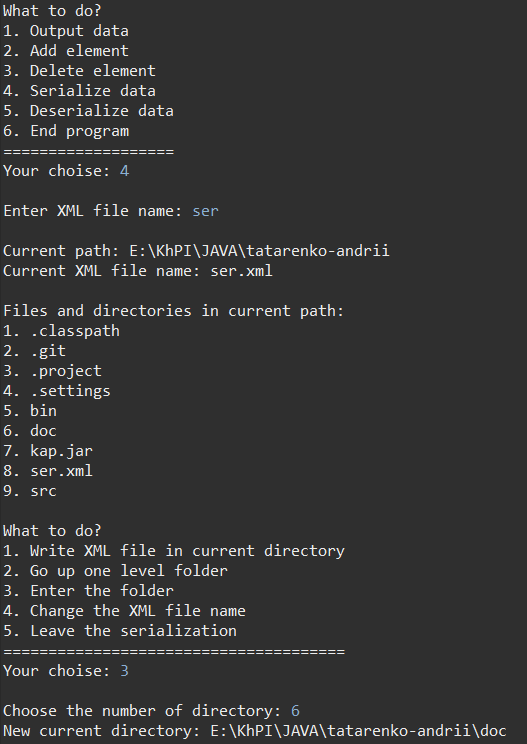 What to do?
1. Output data
2. Add element
3. Delete element
4. Serialize data
5. Deserialize data
6. End program
===================
Your choise: 4
Enter XML file name: ser
Current path: E:\KhPI\JAVA\tatarenko-andrii
Current XML file name: ser.xml
Files and directories in current path:
1. .classpath
2. .git
3. .project
4. .settings
5. bin
6. doc
7. kap.jar
8. ser.xml
9. src
What to do?
1. Write XML file in current directory
2. Go up one level folder
3. Enter the folder
4. Change the XML file name
5. Leave the serialization
======================================
Your choise: 3
Choose the number of directory: 6
New current directory: E:\KhPI\JAVA\tatarenko-andrii\doc